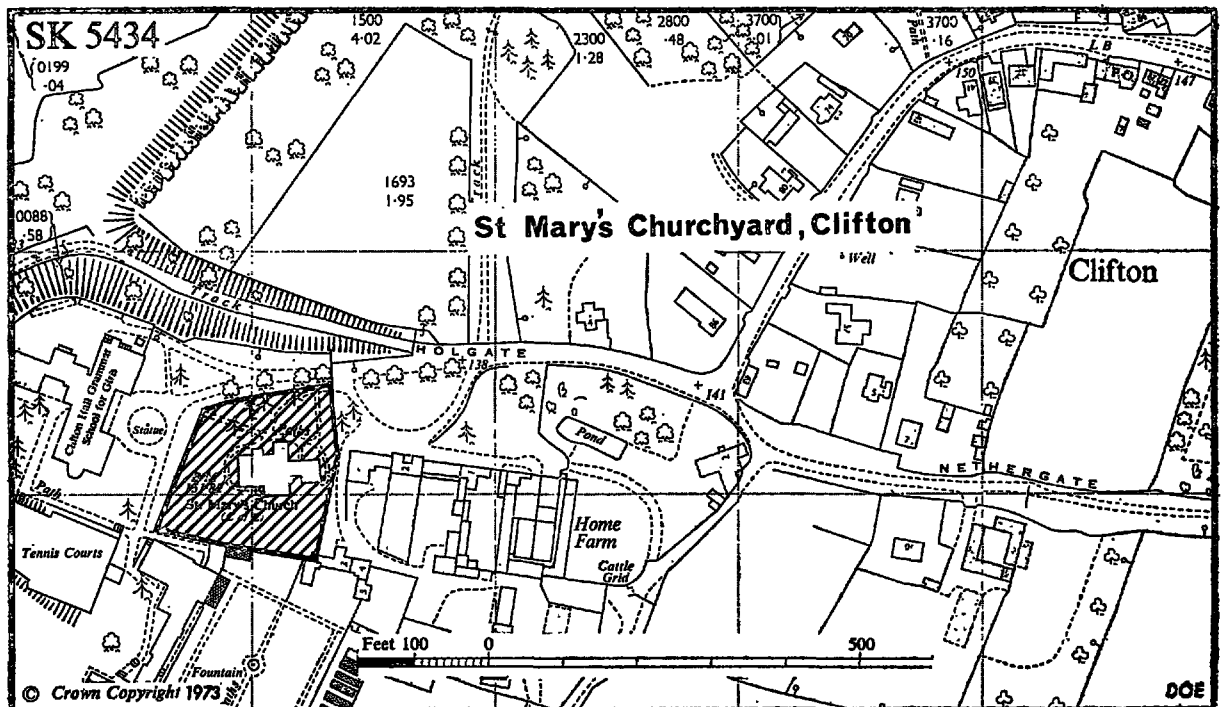 SK 5434
0199
.04
1500
4.02
2300
1.28
2800
.48
3700
.01
3700
.16
Path
LB
P.O.
150
147
1693
1.95
Track
0088
.58
St Mary's Churchyard, Clifton
Well
Clifton
Track
HOLGATE
138
141
Clifton Hall Grammar
School for Girls
Statue
Pond
NETHERGATE
Path
St. Mary's Church
Home
Farm
Tennis Courts
Cattle
Grid
Feet 100
0
500
Fountain
© Crown Copyright 1973
DOE